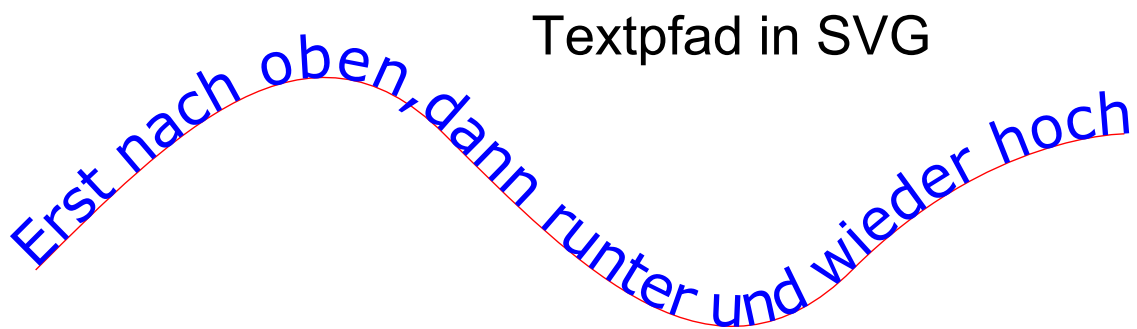 Textpfad in SVG
Erst nach oben,dann runter und wieder hoch